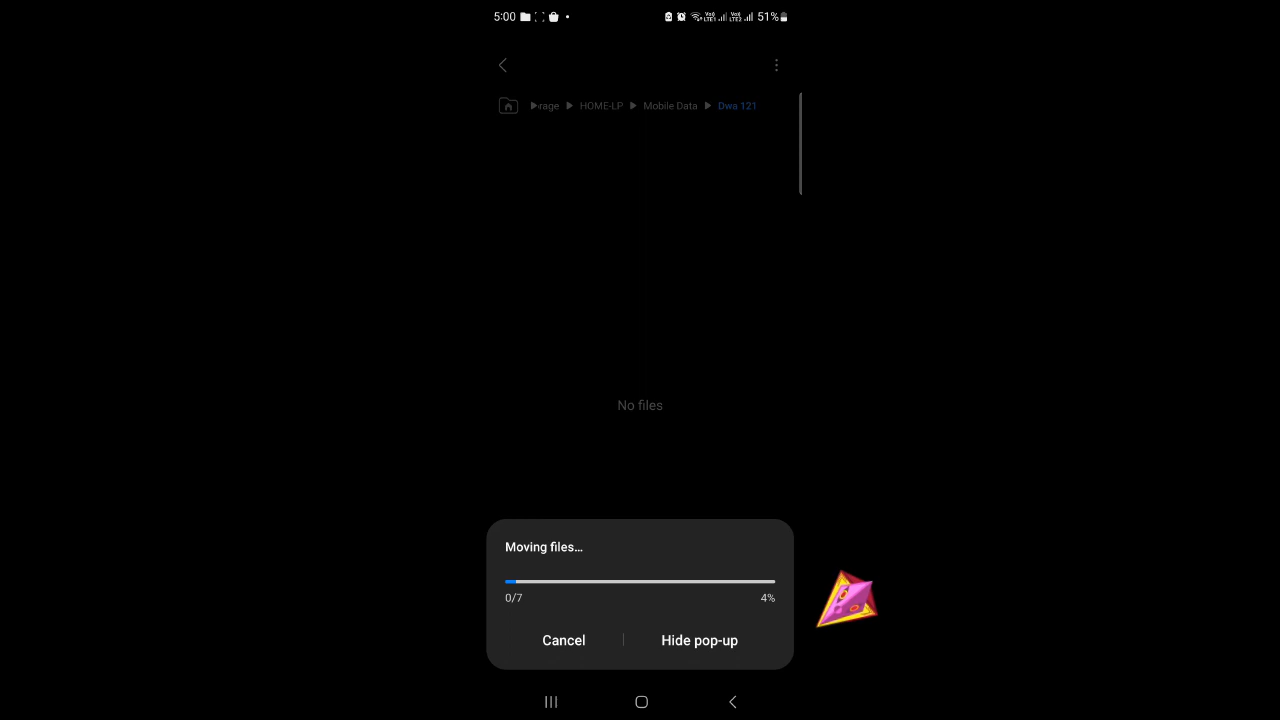 5:00 51%
rage HOME-LP Mobile Data Dwa 121
No files
Moving files...
0/7 4%
Cancel Hide pop-up